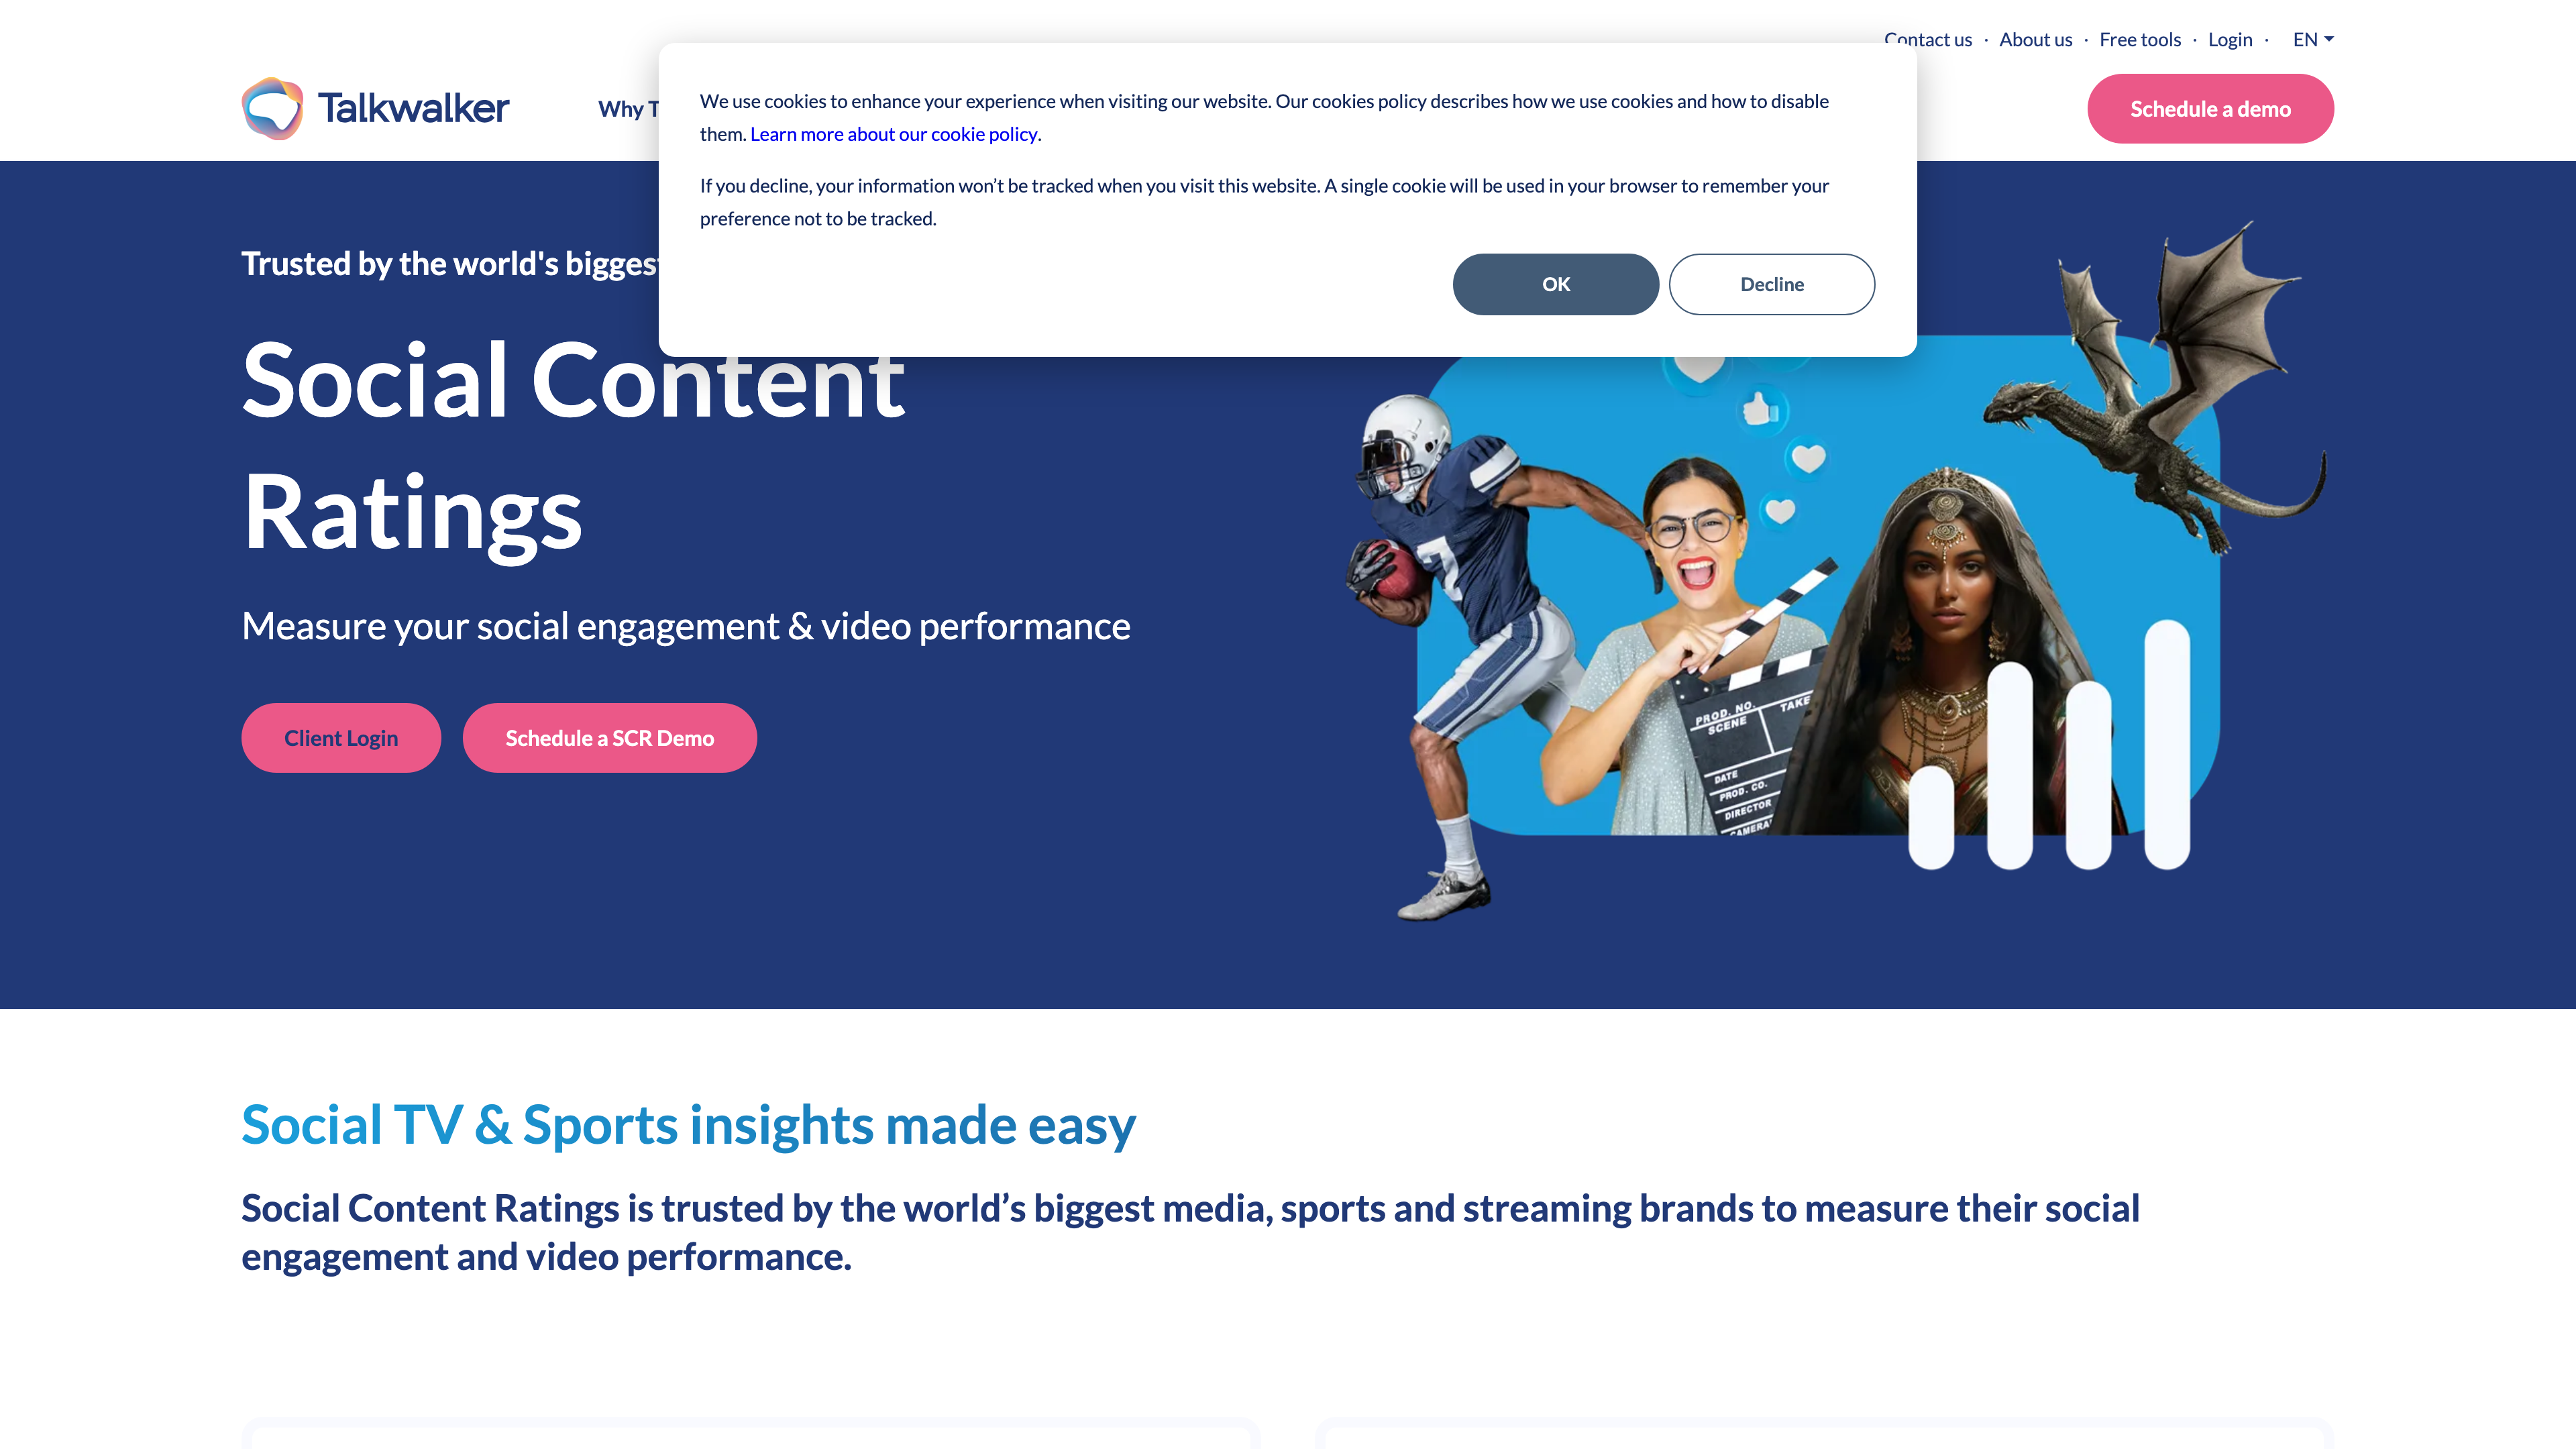 Contact us · About us · Free tools · Login · EN
Talkwalker
Why T
Schedule a demo
We use cookies to enhance your experience when visiting our website. Our cookies policy describes how we use cookies and how to disable
them. Learn more about our cookie policy.
If you decline, your information won’t be tracked when you visit this website. A single cookie will be used in your browser to remember your
preference not to be tracked.
OK
Decline
Trusted by the world's biggest
Social Content
Ratings
Measure your social engagement & video performance
Client Login
Schedule a SCR Demo
7
PROD. NO.
SCENE
TAKE
DATE
PROD. CO.
DIRECTOR
CAMERA
Social TV & Sports insights made easy
Social Content Ratings is trusted by the world’s biggest media, sports and streaming brands to measure their social
engagement and video performance.